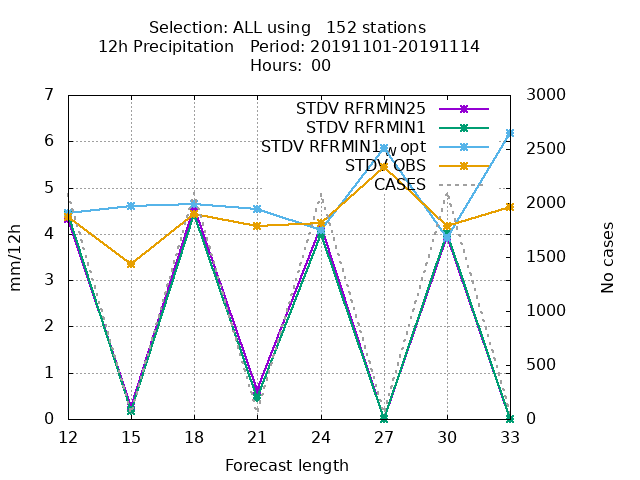 Selection: ALL using 152 stations
12h Precipitation Period: 20191101-20191114
Hours: 00
STDV RFRMIN25
STDV RFRMIN1
STDV RFRMIN1_wopt
STDV OBS
CASES
7
6
5
4
3
2
1
0
3000
2500
2000
1500
1000
500
0
mm/12h
No cases
12 15 18 21 24 27 30 33
Forecast length